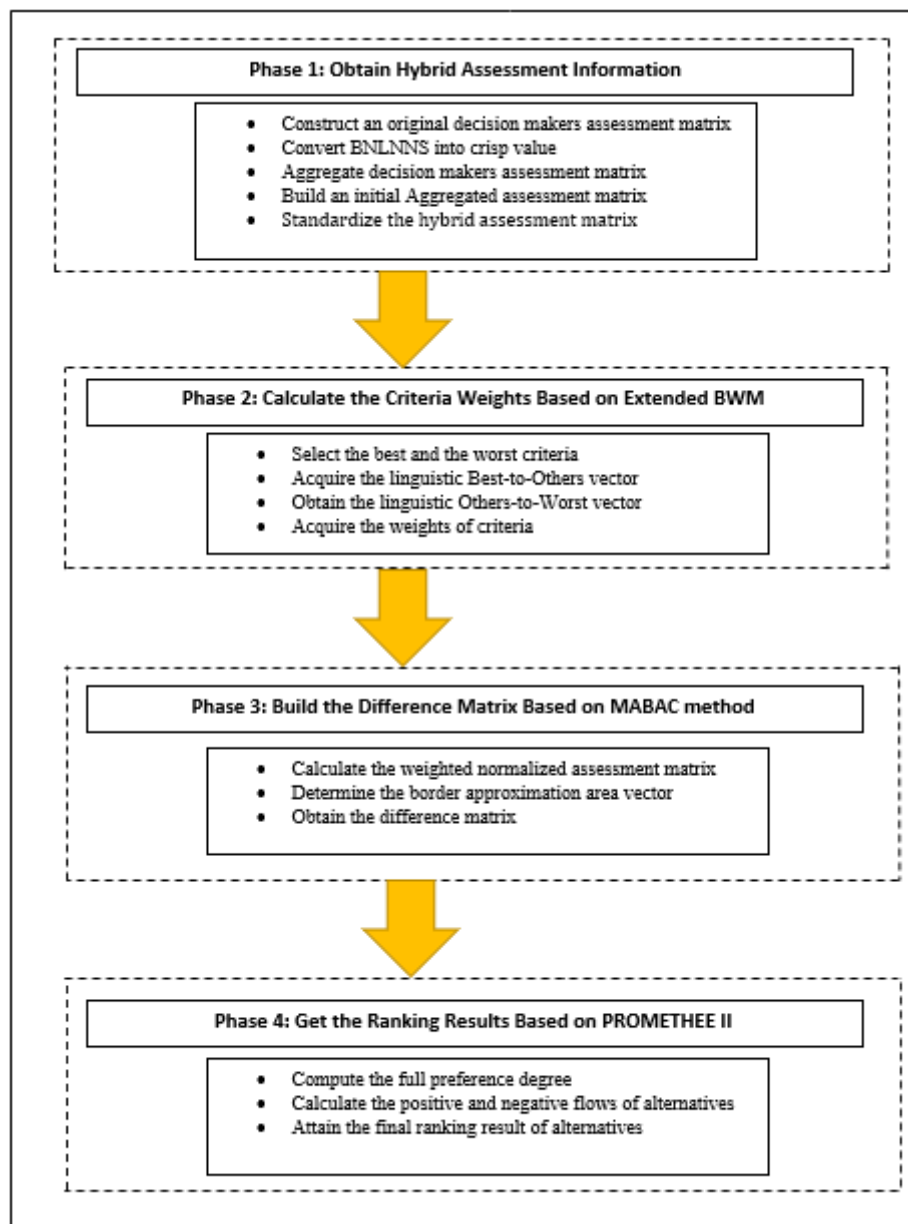 Phase 1: Obtain Hybrid Assessment Information
• Construct an original decision makers assessment matrix
• Convert BNLNNS into crisp value
• Aggregate decision makers assessment matrix
• Build an initial Aggregated assessment matrix
• Standardize the hybrid assessment matrix
Phase 2: Calculate the Criteria Weights Based on Extended BWM
• Select the best and the worst criteria
• Acquire the linguistic Best-to-Others vector
• Obtain the linguistic Others-to-Worst vector
• Acquire the weights of criteria
Phase 3: Build the Difference Matrix Based on MABAC method
• Calculate the weighted normalized assessment matrix
• Determine the border approximation area vector
• Obtain the difference matrix
Phase 4: Get the Ranking Results Based on PROMETHEE II
• Compute the full preference degree
• Calculate the positive and negative flows of alternatives
• Attain the final ranking result of alternatives